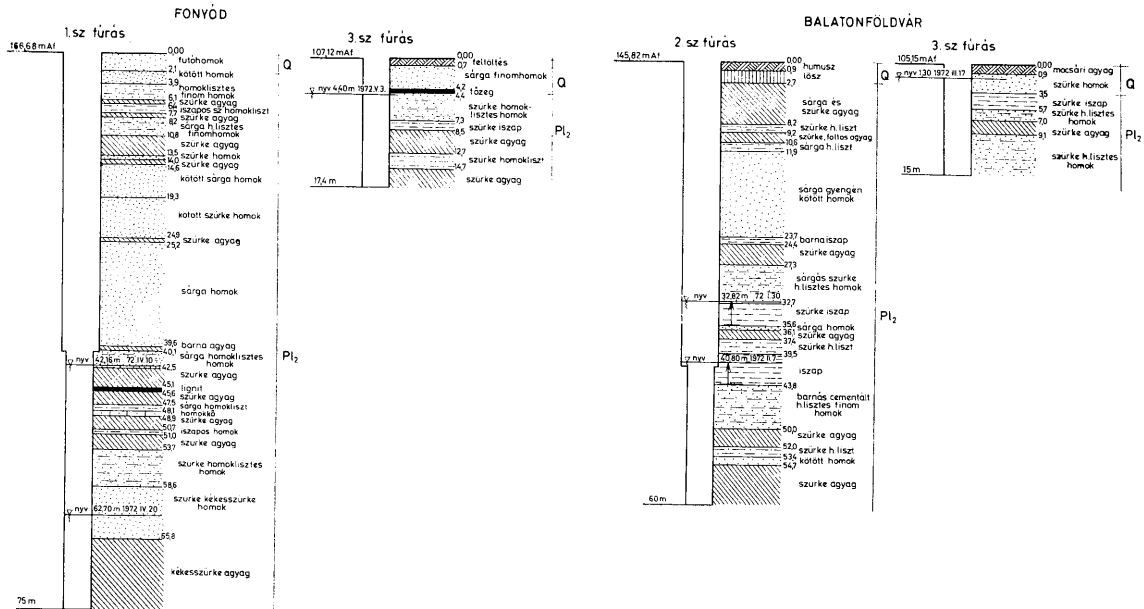 FONYÓD
1.sz fúrás
166,68 mAf
0,00
futóhomok
2,1
kötött homok
3,9
homoklisztes
finom homok
6,1
szürke agyag
6,4
iszapos sz homokliszt
7,7
szürke agyag
8,2
sárga h.lisztes
finomhomok
10,8
szürke agyag
13,5
szürke homok
14,0
szürke agyag
14,6
kötött sárga homok
19,3
kötött szürke homok
24,9
szürke agyag
25,2
sárga homok
39,6
barna agyag
40,1
sárga homoklisztes
homok
nyv 42,16 m 72 IV 10
42,5
szürke agyag
45,1
lignit
45,6
szürke agyag
47,5
sárga homokliszt
48,1
homokkő
48,9
szürke agyag
50,7
iszapos homok
51,0
szürke agyag
53,7
szürke homoklisztes
homok
58,6
szürke kékesszürke
homok
nyv 62,70 m 1972 IV. 20
65,8
kékesszürke agyag
75 m
Q
Pl₂
3.sz fúrás
107,12 mAf
0,00
feltöltés
0,7
sárga finomhomok
4,2
tőzeg
4,4
nyv 4,40 m 1972.V.3.
szürke homok-
lisztes homok
7,3
szürke iszap
8,5
szürke agyag
12,7
szürke homokliszt
14,7
szürke agyag
17,4 m
Q
Pl₂
BALATONFÖLDVÁR
2.sz fúrás
145,82 mAf
0,00
humusz
0,9
lösz
2,7
sárga és
szürke agyag
8,2
szürke h.liszt
9,2
szürke, foltos agyag
10,6
sárga h.liszt
11,9
sárga gyengén
kötött homok
23,7
barna iszap
24,4
szürke agyag
27,3
sárgás szürke
h.lisztes homok
nyv 32,82 m 72 I.30
32,7
szürke iszap
35,6
sárga homok
36,1
szürke agyag
37,4
szürke h.liszt
39,5
nyv 40,80 m 1972.II.7.
iszap
43,8
barnás cementált
h.lisztes finom
homok
50,0
szürke agyag
52,0
szürke h.liszt
53,4
kötött homok
54,7
szürke agyag
60 m
Q
Pl₂
3.sz fúrás
105,15 mAf
0,00
mocsári agyag
0,9
nyv 1,30 1972 III.17
szürke homok
3,5
szürke iszap
5,7
szürke h.lisztes
homok
7,0
szürke agyag
9,1
szürke h.lisztes
homok
15 m
Q
Pl₂